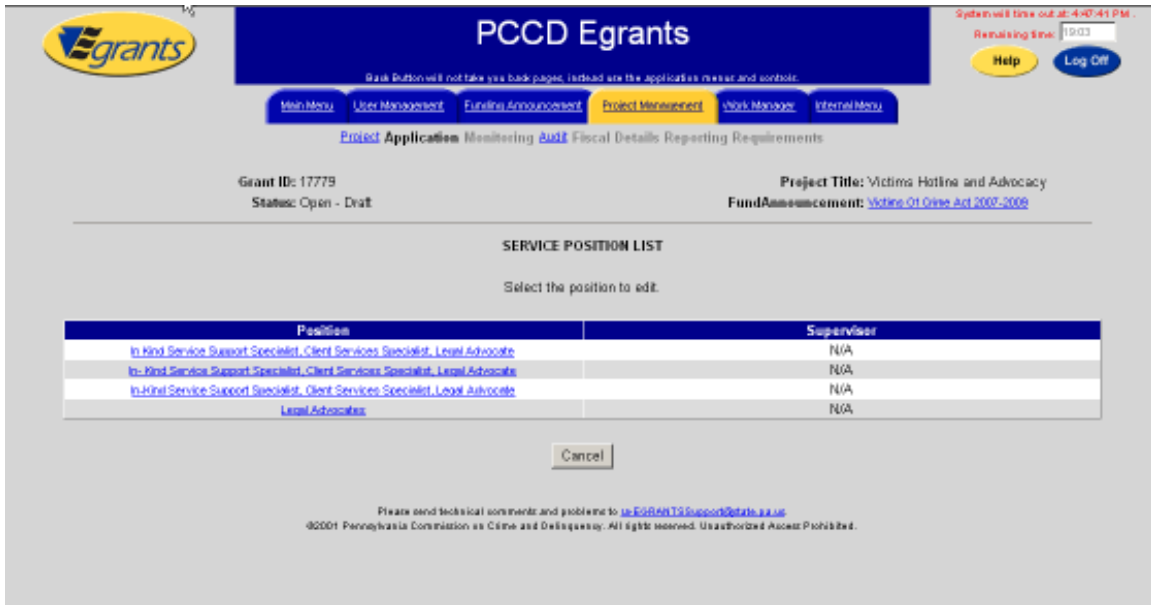 Egrants
PCCD Egrants
Back Button will not take you back pages, instead use the application menus and controls.
System will time out at: 4:47:41 PM .
Remaining time: 19:03
Help Log Off
Main Menu User Management Funding Announcement Project Management Work Manager Internal Menu
Project Application Monitoring Audit Fiscal Details Reporting Requirements
Grant ID: 17779 Project Title: Victims Hotline and Advocacy
Status: Open - Draft FundAnnouncement: Victims Of Crime Act 2007-2009
SERVICE POSITION LIST
Select the position to edit.
Position Supervisor
In Kind Service Support Specialist, Client Services Specialist, Legal Advocate N/A
In- Kind Service Support Specialist, Client Services Specialist, Legal Advocate N/A
In-Kind Service Support Specialist, Client Services Specialist, Legal Advocate N/A
Legal Advocates N/A
Cancel
Please send technical comments and problems to ra-EGRANTSSupport@state.pa.us
©2001 Pennsylvania Commission on Crime and Delinquency. All rights reserved. Unauthorized Access Prohibited.